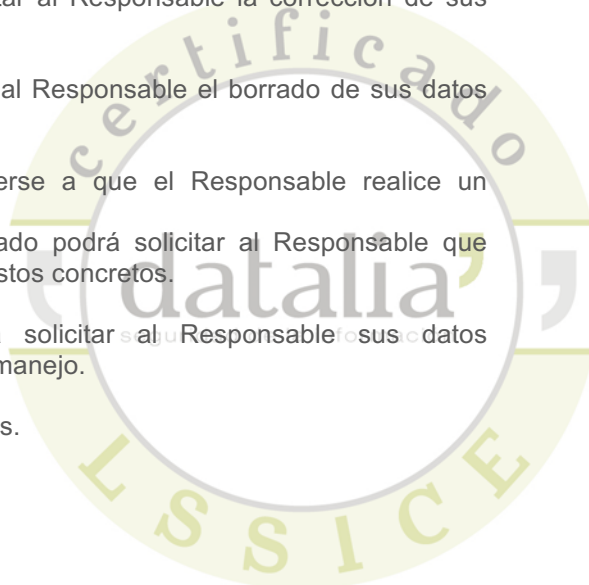 ar al Responsable la corrección de sus
al Responsable el borrado de sus datos
erse a que el Responsable realice un
ado podrá solicitar al Responsable que
stos concretos.
solicitar al Responsable sus datos
manejo.
s.
certificado
datalia
LSSICE